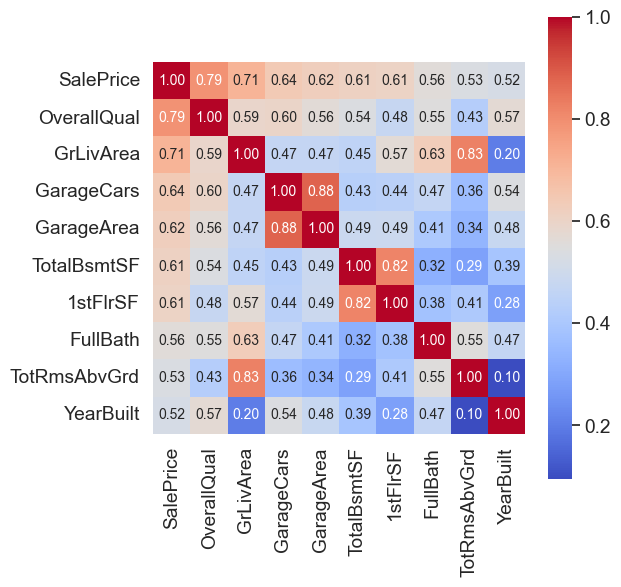 1.0
SalePrice 1.00 0.79 0.71 0.64 0.62 0.61 0.61 0.56 0.53 0.52
OverallQual 0.79 1.00 0.59 0.60 0.56 0.54 0.48 0.55 0.43 0.57
0.8
GrLivArea 0.71 0.59 1.00 0.47 0.47 0.45 0.57 0.63 0.83 0.20
GarageCars 0.64 0.60 0.47 1.00 0.88 0.43 0.44 0.47 0.36 0.54
0.6
GarageArea 0.62 0.56 0.47 0.88 1.00 0.49 0.49 0.41 0.34 0.48
TotalBsmtSF 0.61 0.54 0.45 0.43 0.49 1.00 0.82 0.32 0.29 0.39
1stFlrSF 0.61 0.48 0.57 0.44 0.49 0.82 1.00 0.38 0.41 0.28
0.4
FullBath 0.56 0.55 0.63 0.47 0.41 0.32 0.38 1.00 0.55 0.47
TotRmsAbvGrd 0.53 0.43 0.83 0.36 0.34 0.29 0.41 0.55 1.00 0.10
YearBuilt 0.52 0.57 0.20 0.54 0.48 0.39 0.28 0.47 0.10 1.00
0.2
SalePrice
OverallQual
GrLivArea
GarageCars
GarageArea
TotalBsmtSF
1stFlrSF
FullBath
TotRmsAbvGrd
YearBuilt